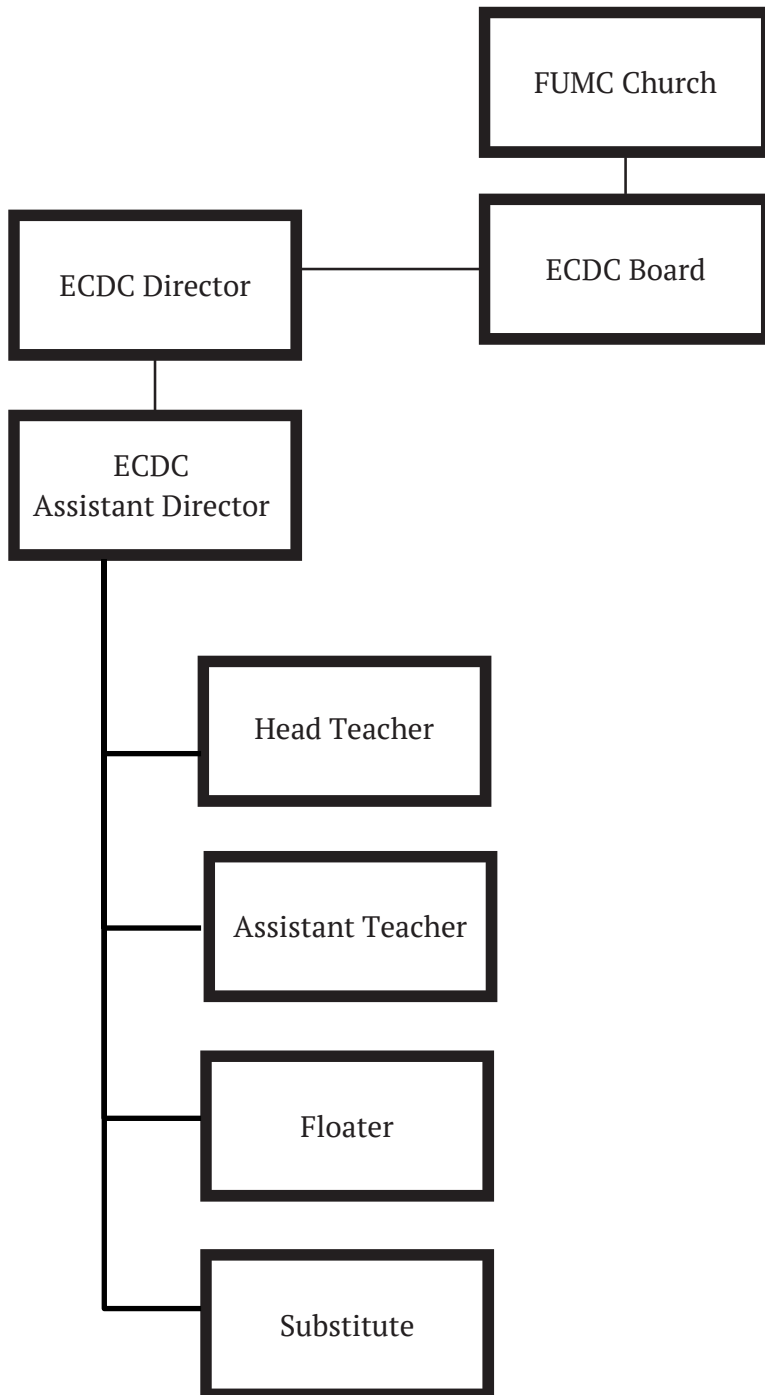 FUMC Church
ECDC Board
ECDC Director
ECDC
Assistant Director
Head Teacher
Assistant Teacher
Floater
Substitute